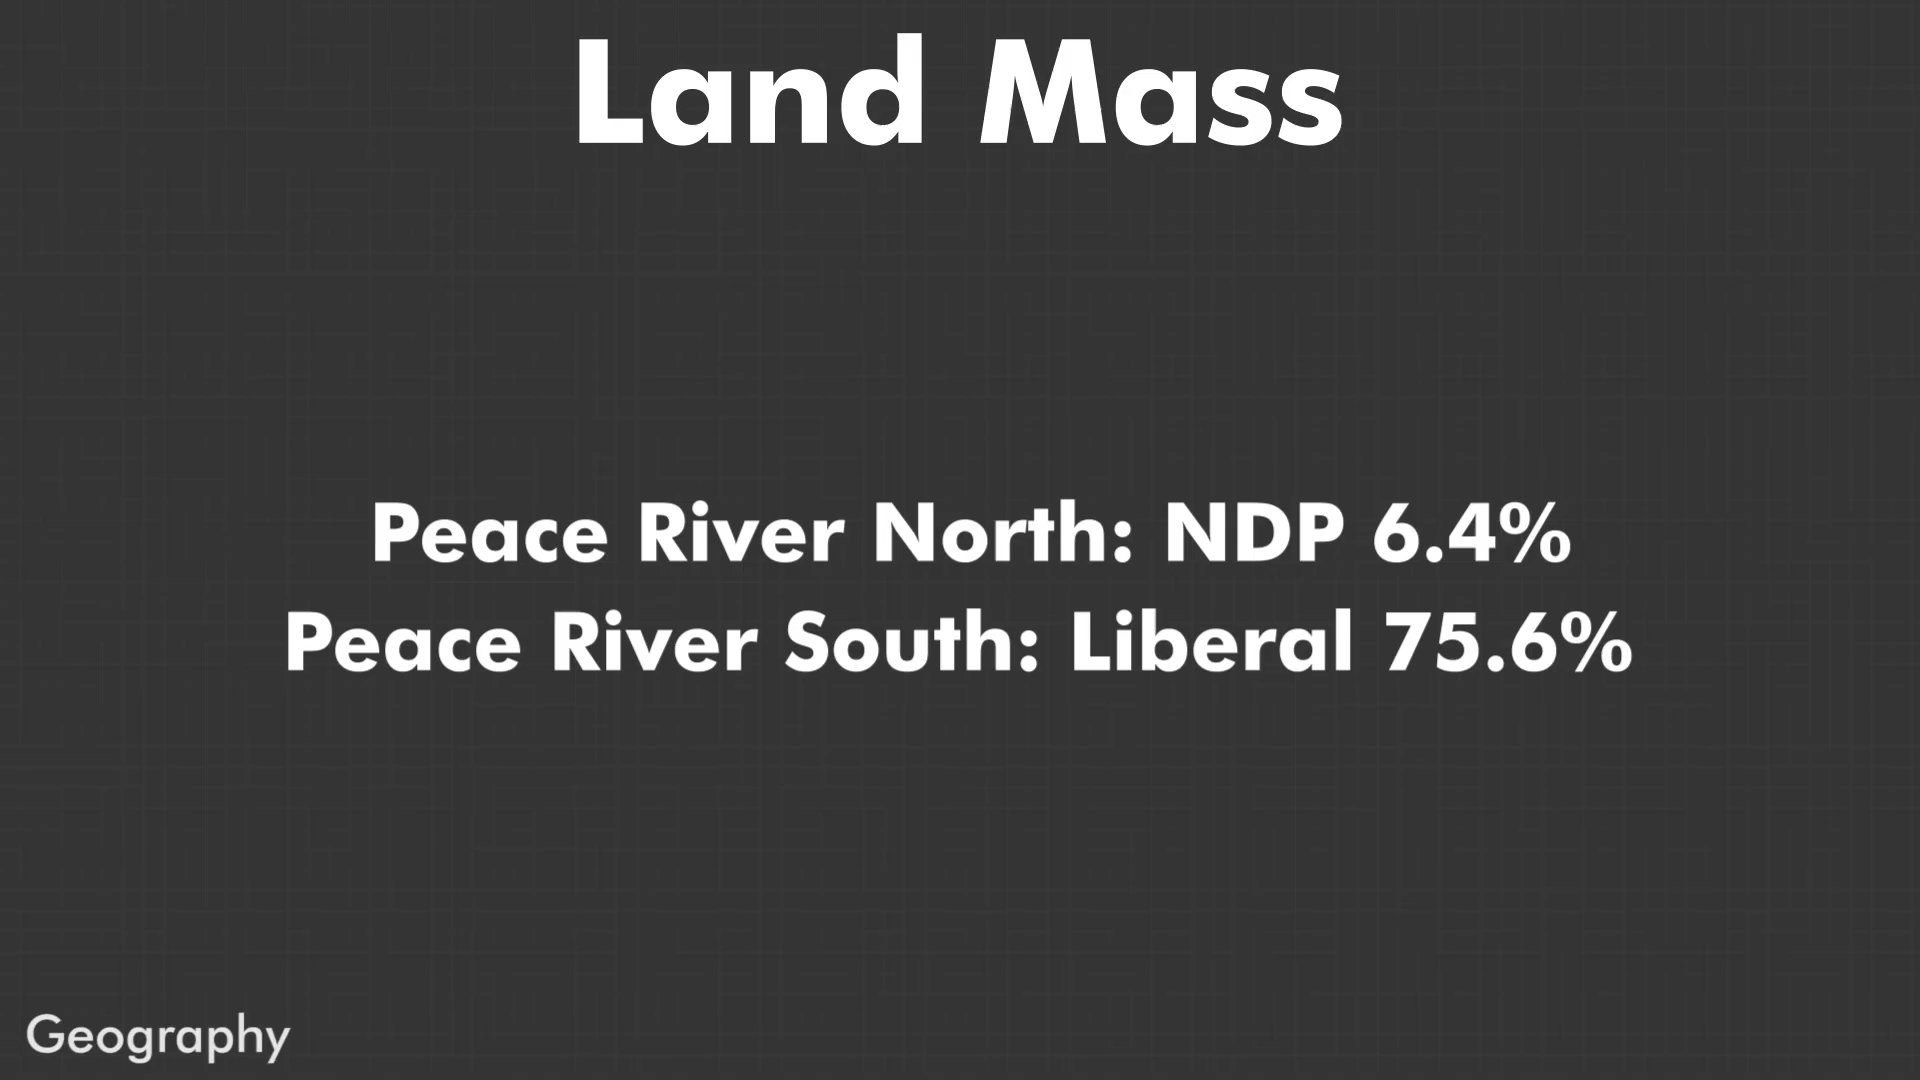 Land Mass
Peace River North: NDP 6.4%
Peace River South: Liberal 75.6%
Geography